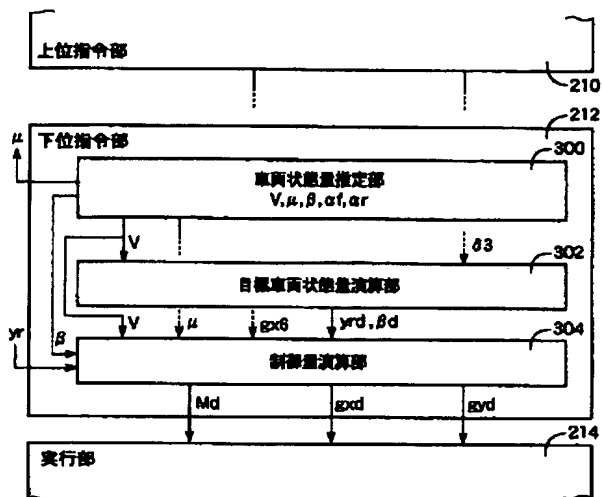 上位指令部
210
212
下位指令部
300
μ
車両状態量推定部
V,μ,β,αf,αr
V
δ3
302
目標車両状態量演算部
yr
β
V
μ
gx6
yrd,βd
304
制御量演算部
Md
gxd
gyd
214
実行部